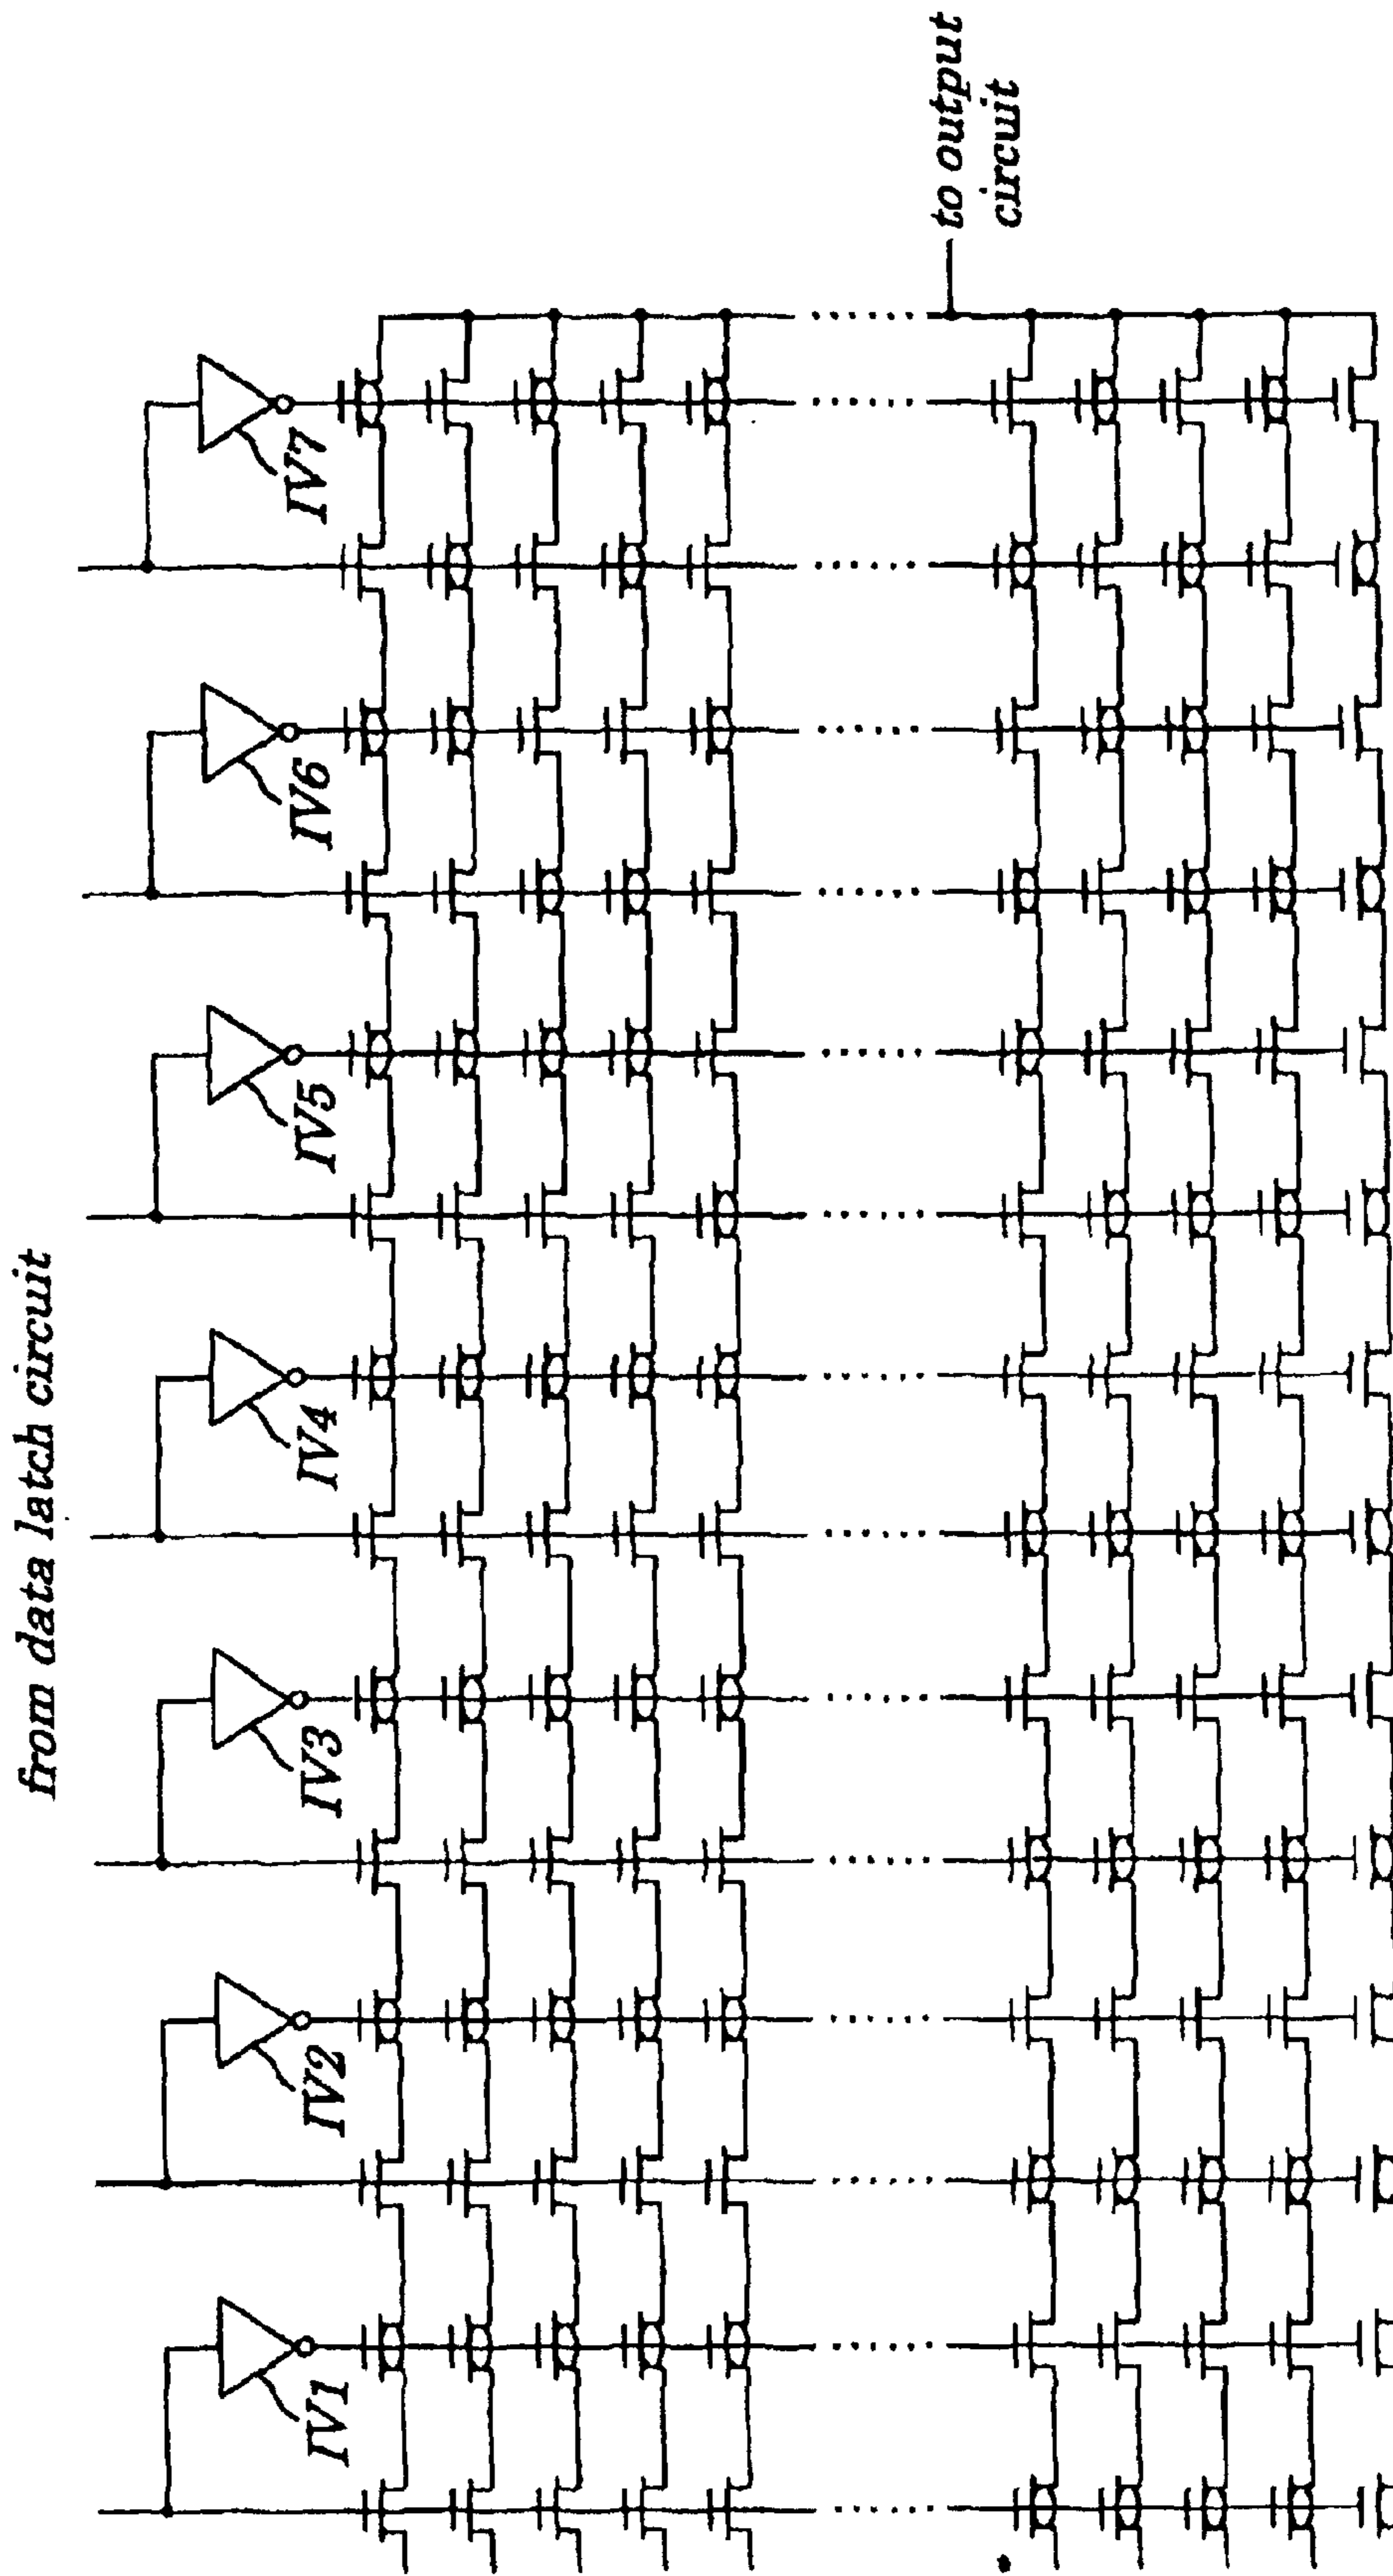 from data latch circuit
IV1
IV2
IV3
IV4
IV5
IV6
IV7
to output
circuit